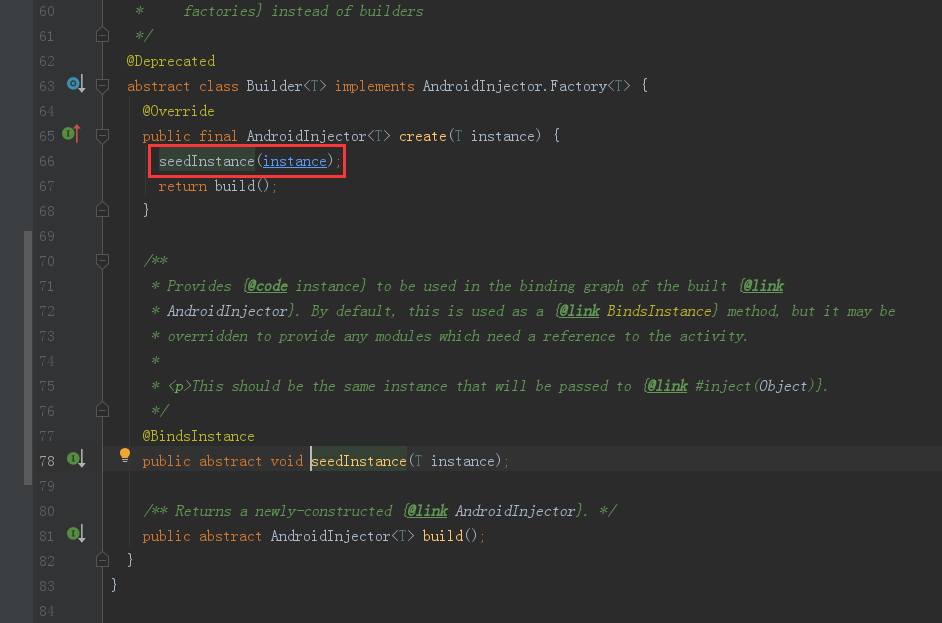 60 *     factories} instead of builders
61 */
62 @Deprecated
63 abstract class Builder<T> implements AndroidInjector.Factory<T> {
64 @Override
65 public final AndroidInjector<T> create(T instance) {
66 seedInstance(instance);
67 return build();
68 }
69
70 /**
71 * Provides {@code instance} to be used in the binding graph of the built {@link
72 * AndroidInjector}. By default, this is used as a {@link BindsInstance} method, but it may be
73 * overridden to provide any modules which need a reference to the activity.
74 *
75 * <p>This should be the same instance that will be passed to {@link #inject(Object)}.
76 */
77 @BindsInstance
78 public abstract void seedInstance(T instance);
79
80 /** Returns a newly-constructed {@link AndroidInjector}. */
81 public abstract AndroidInjector<T> build();
82 }
83 }
84